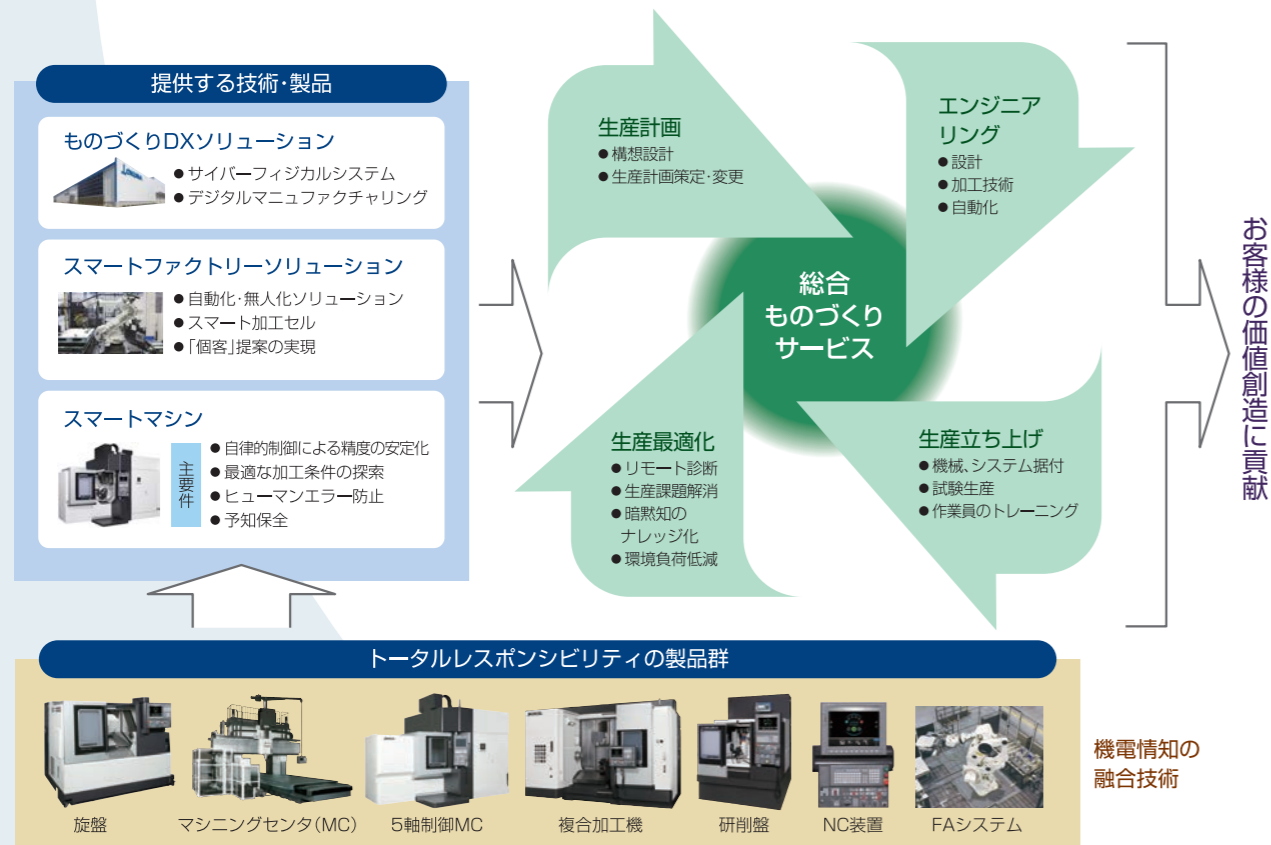 提供する技術・製品
ものづくりDXソリューション
●サイバーフィジカルシステム
●デジタルマニュファクチャリング
スマートファクトリーソリューション
●自動化・無人化ソリューション
●スマート加工セル
●「個客」提案の実現
スマートマシン
主要件
●自律的制御による精度の安定化
●最適な加工条件の探索
●ヒューマンエラー防止
●予知保全
生産計画
●構想設計
●生産計画策定・変更
エンジニア
リング
●設計
●加工技術
●自動化
総合
ものづくり
サービス
生産最適化
●リモート診断
●生産課題解消
●暗黙知の
ナレッジ化
●環境負荷低減
生産立ち上げ
●機械、システム据付
●試験生産
●作業員のトレーニング
お客様の価値創造に貢献
トータルレスポンシビリティの製品群
旋盤
マシニングセンタ(MC)
5軸制御MC
複合加工機
研削盤
NC装置
FAシステム
機電情知の
融合技術